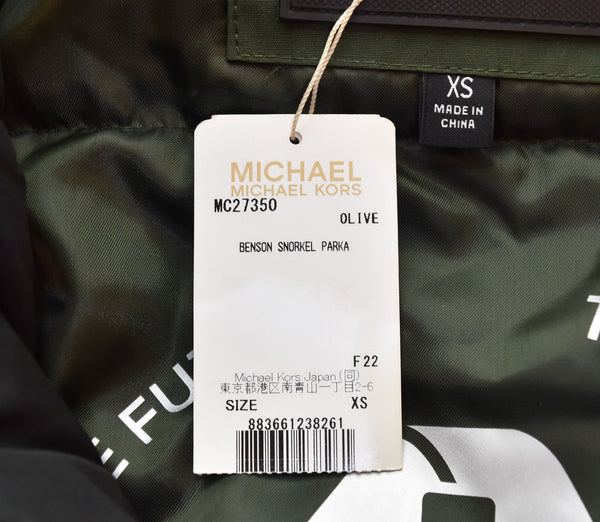 XS
MADE IN
CHINA
MICHAEL
MICHAEL KORS
MC27350
OLIVE
BENSON SNORKEL PARKA
F22
Michael Kors Japan (同)
東京都港区南青山一丁目2-6
SIZE XS
883661238261
E FU
T